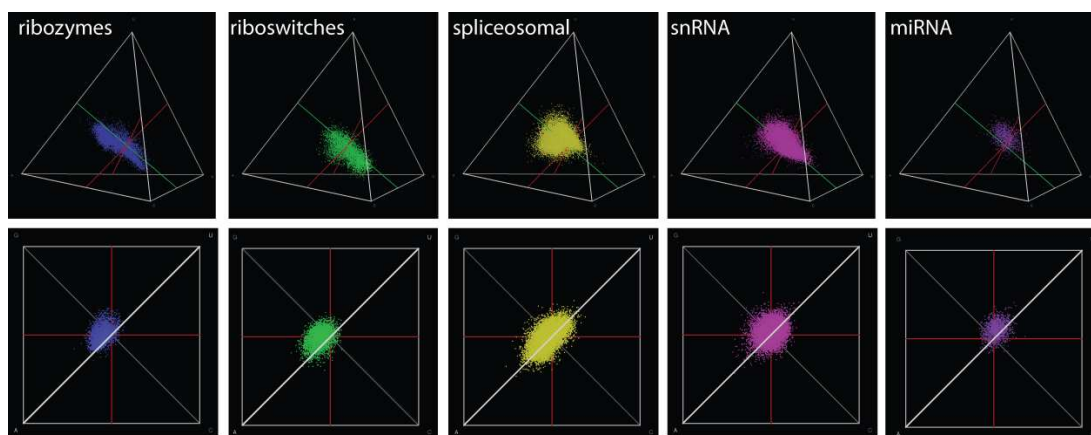 ribozymes
riboswitches
spliceosomal
snRNA
miRNA
G U
U U
G U
G U
G
A C
A C
A C
A C
A